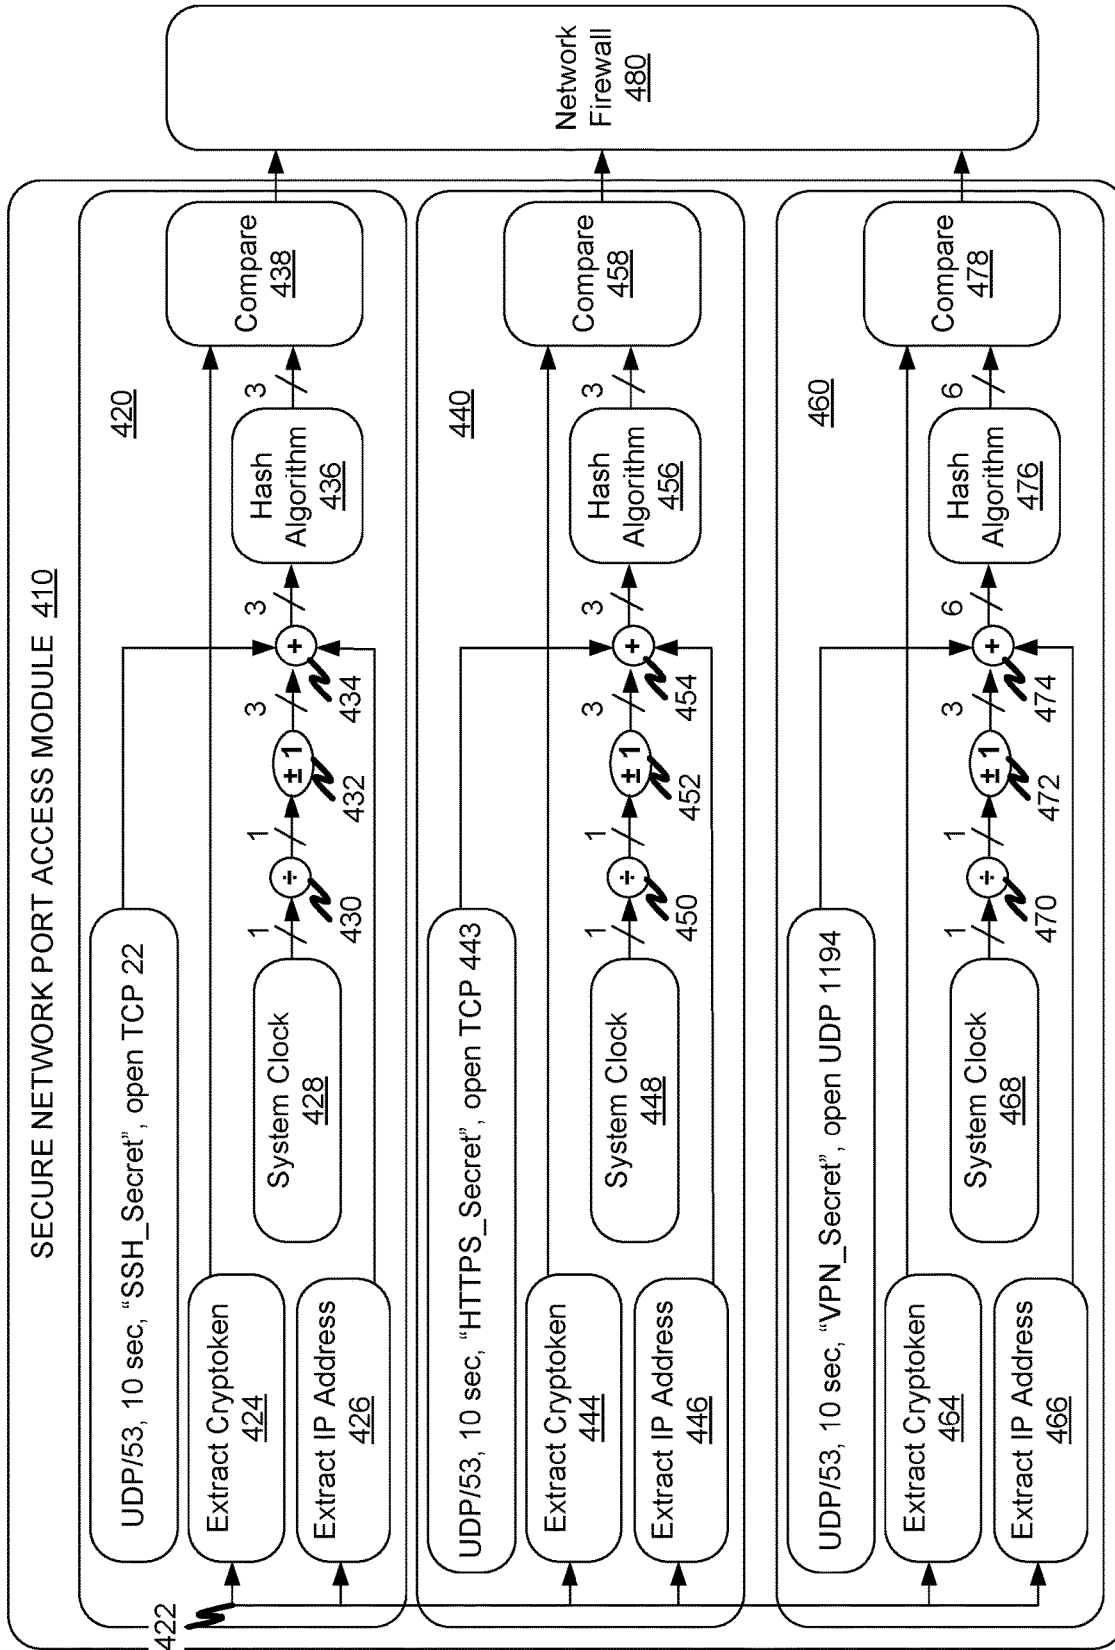 SECURE NETWORK PORT ACCESS MODULE 410
422
420
UDP/53, 10 sec, “SSH_Secret”, open TCP 22
Extract Cryptoken
424
Extract IP Address
426
System Clock
428
1
÷
430
1
± 1
432
3
+
434
3
Hash
Algorithm
436
3
Compare
438
440
UDP/53, 10 sec, “HTTPS_Secret”, open TCP 443
Extract Cryptoken
444
Extract IP Address
446
System Clock
448
1
÷
450
1
± 1
452
3
+
454
3
Hash
Algorithm
456
3
Compare
458
460
UDP/53, 10 sec, “VPN_Secret”, open UDP 1194
Extract Cryptoken
464
Extract IP Address
466
System Clock
468
1
÷
470
1
± 1
472
3
+
474
6
Hash
Algorithm
476
6
Compare
478
Network
Firewall
480